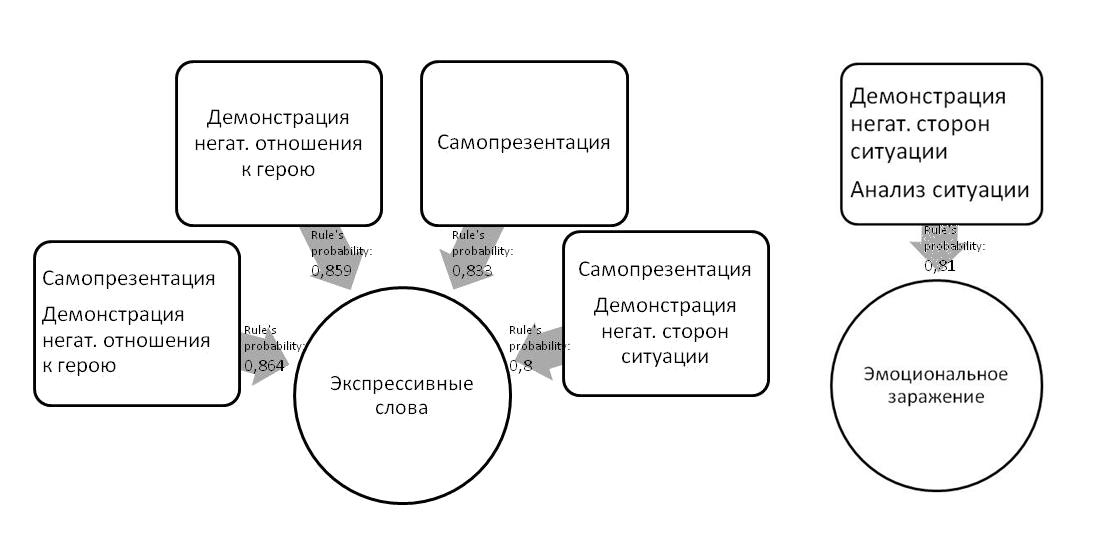 Демонстрация
негат. отношения
к герою
Rule's
probability:
0,859
Самопрезентация
Rule's
probability:
0,833
Самопрезентация
Демонстрация
негат. отношения
к герою
Rule's
probability:
0,864
Самопрезентация
Демонстрация
негат. сторон
ситуации
Rule's
probability:
0,8
Экспрессивные
слова
Демонстрация
негат. сторон
ситуации
Анализ ситуации
Rule's
probability:
0,81
Эмоциональное
заражение